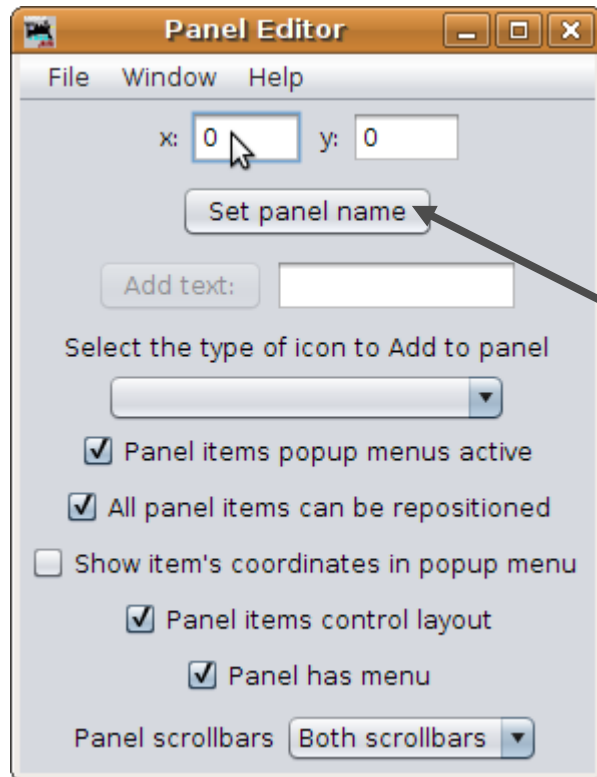 Panel Editor
File Window Help
x: 0 y: 0
Set panel name
Add text:
Select the type of icon to Add to panel
Panel items popup menus active
All panel items can be repositioned
Show item's coordinates in popup menu
Panel items control layout
Panel has menu
Panel scrollbars Both scrollbars